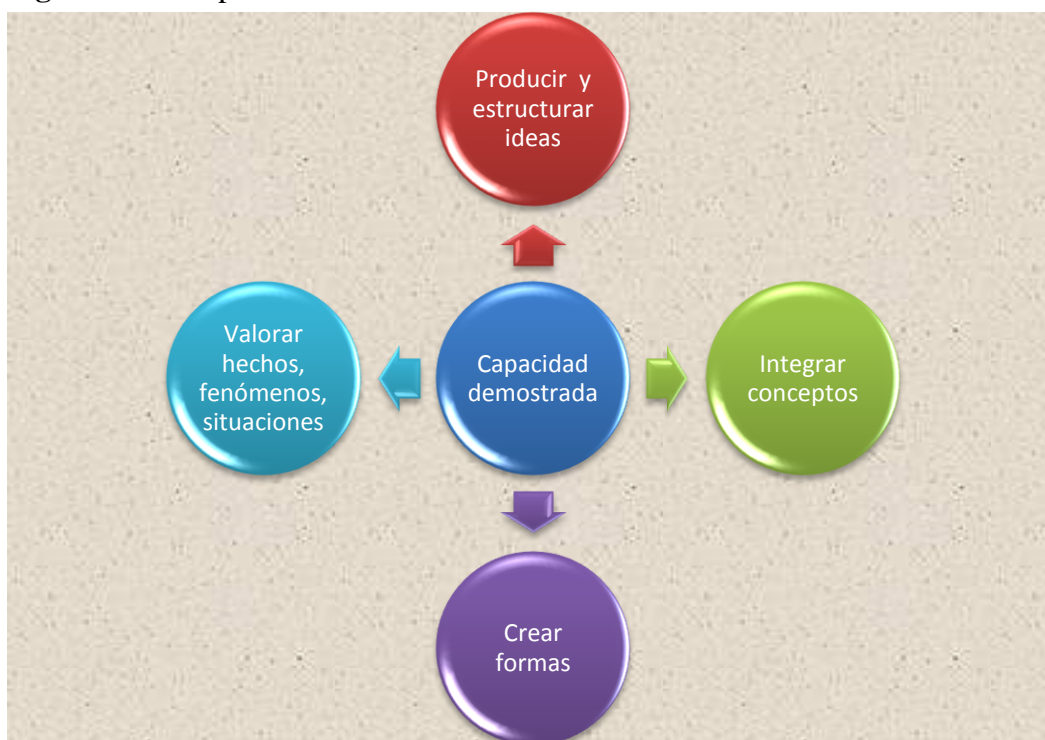 Producir y
estructurar
ideas
Valorar
hechos,
fenómenos,
situaciones
Capacidad
demostrada
Integrar
conceptos
Crear
formas